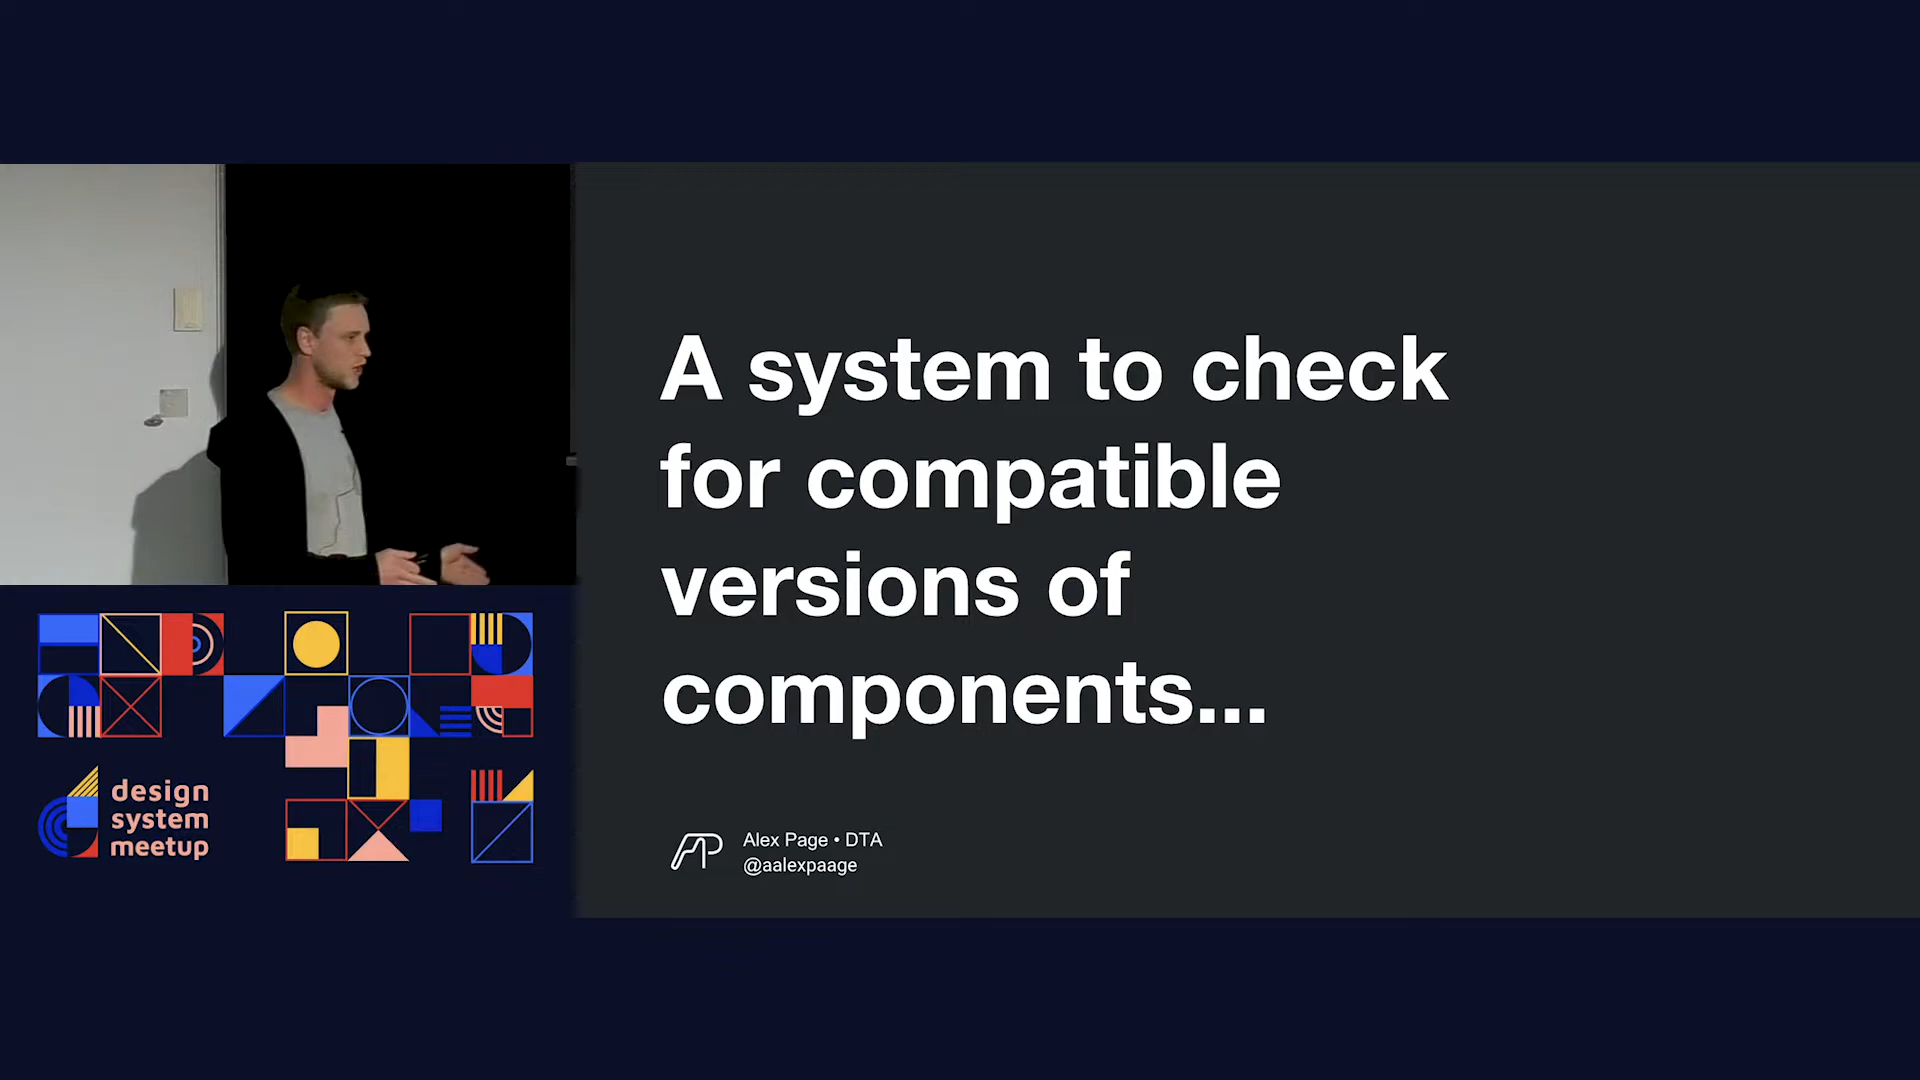 A system to check
for compatible
versions of
components...
Alex Page • DTA
@aalexpaage
design
system
meetup